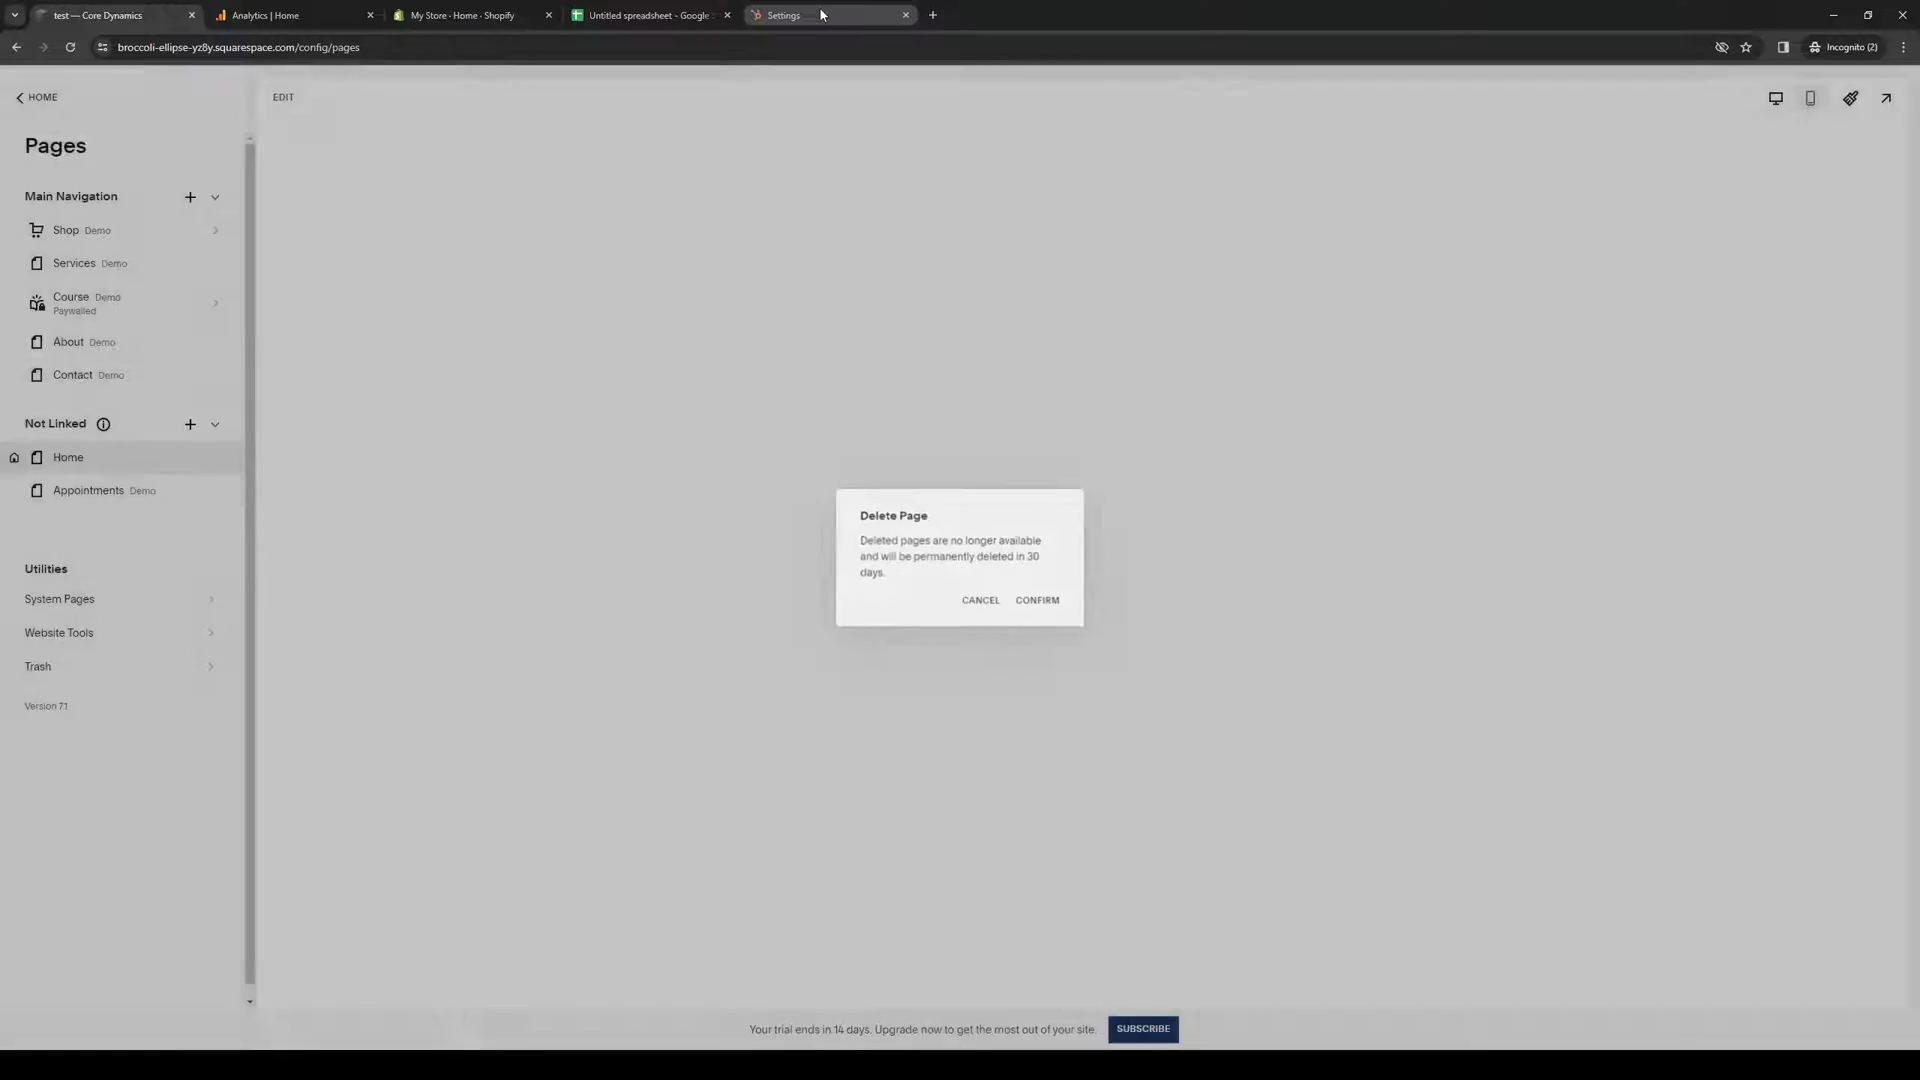 test — Core Dynamics
Analytics | Home
My Store · Home · Shopify
Untitled spreadsheet - Google
Settings
broccoli-ellipse-yz8y.squarespace.com/config/pages
Incognito (2)
HOME
EDIT
Pages
Main Navigation
Shop Demo
Services Demo
Course Demo
Paywalled
About Demo
Contact Demo
Not Linked
Home
Appointments Demo
Utilities
System Pages
Website Tools
Trash
Version 7.1
Delete Page
Deleted pages are no longer available
and will be permanently deleted in 30
days.
CANCEL CONFIRM
Your trial ends in 14 days. Upgrade now to get the most out of your site.
SUBSCRIBE